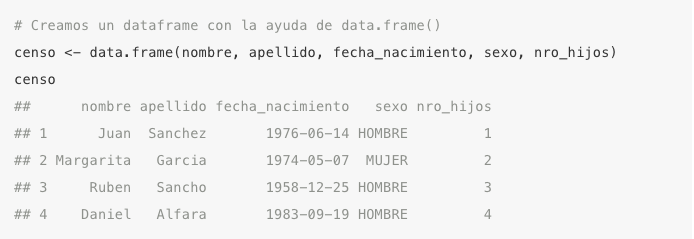 # Creamos un dataframe con la ayuda de data.frame()
censo <- data.frame(nombre, apellido, fecha_nacimiento, sexo, nro_hijos)
censo
##      nombre apellido fecha_nacimiento   sexo nro_hijos
## 1      Juan  Sanchez       1976-06-14 HOMBRE         1
## 2 Margarita   Garcia       1974-05-07  MUJER         2
## 3     Ruben   Sancho       1958-12-25 HOMBRE         3
## 4    Daniel   Alfara       1983-09-19 HOMBRE         4